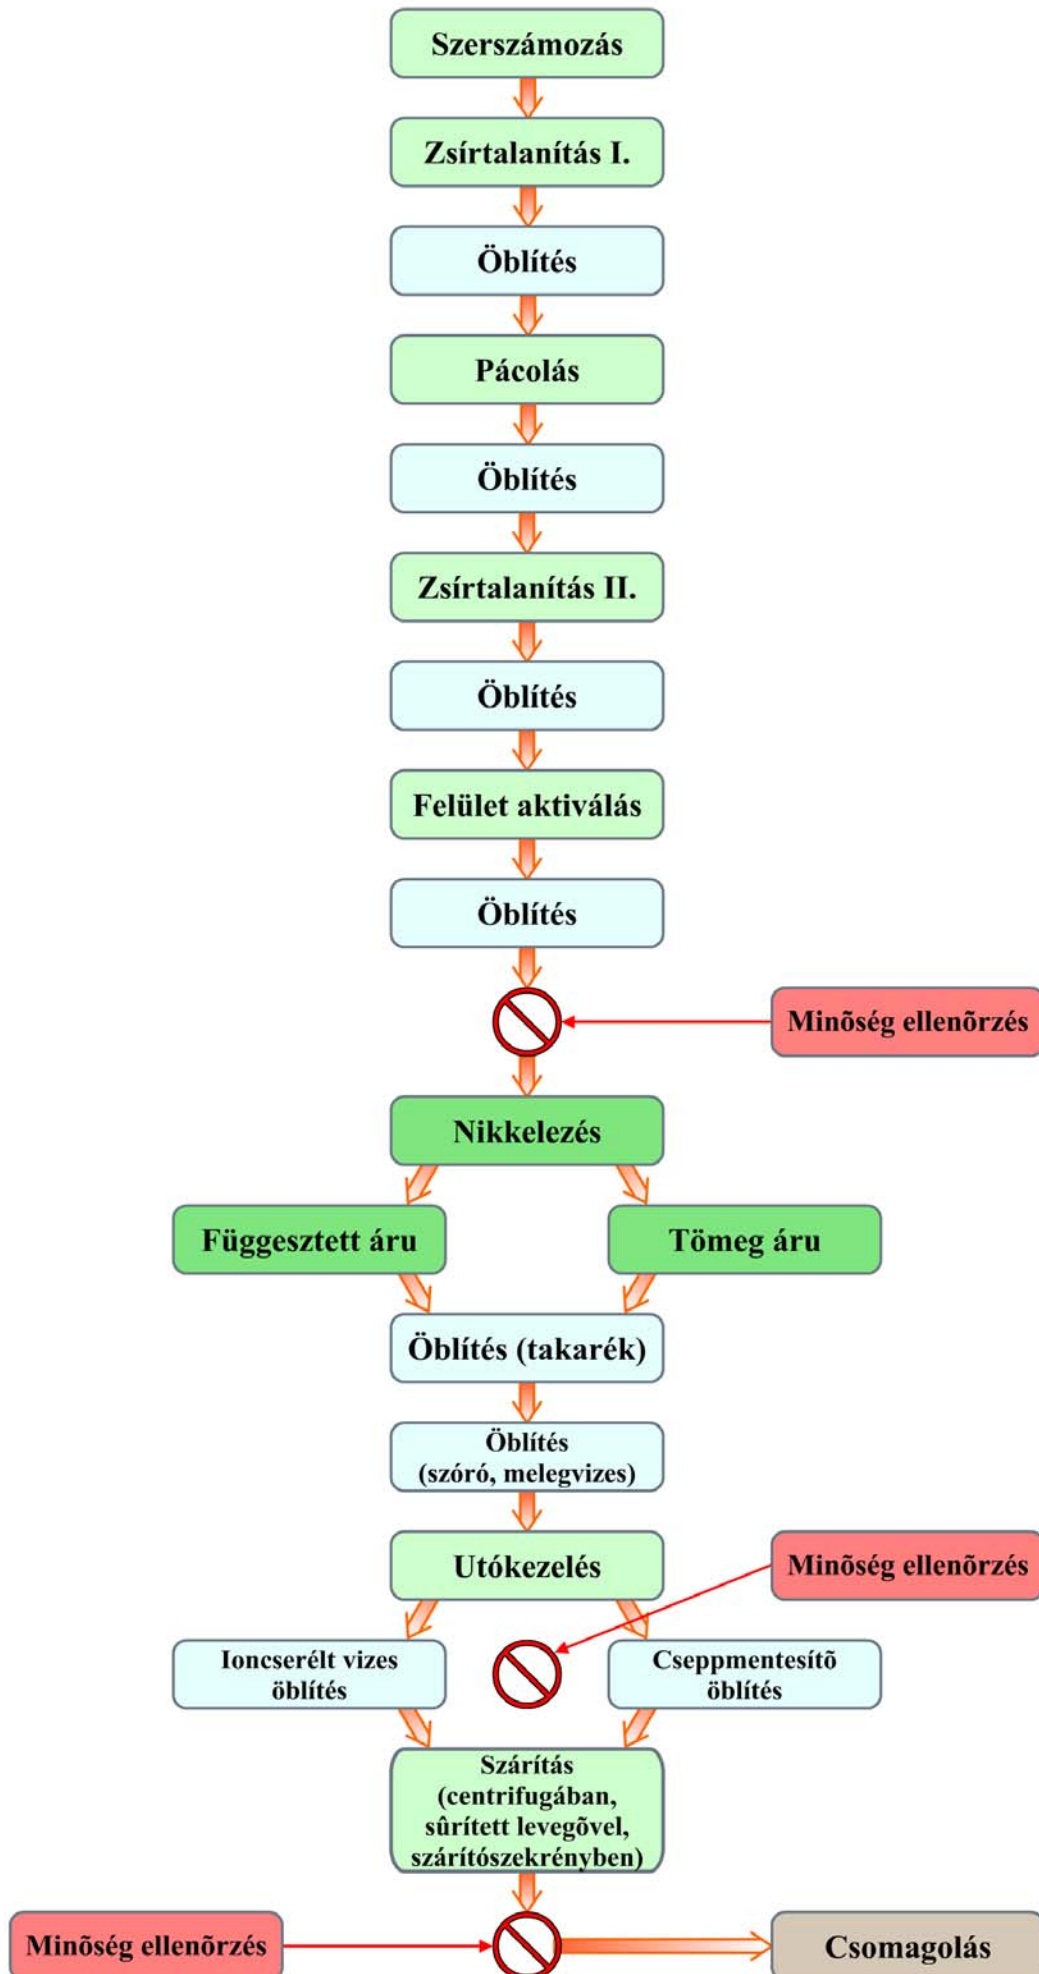 Szerszámozás
Zsírtalanítás I.
Öblítés
Pácolás
Öblítés
Zsírtalanítás II.
Öblítés
Felület aktiválás
Öblítés
Minõség ellenõrzés
Nikkelezés
Függesztett áru
Tömeg áru
Öblítés (takarék)
Öblítés
(szóró, melegvizes)
Utókezelés
Minõség ellenõrzés
Ioncserélt vizes
öblítés
Cseppmentesítõ
öblítés
Szárítás
(centrifugában,
sûrített levegõvel,
szárítószekrényben)
Minõség ellenõrzés
Csomagolás